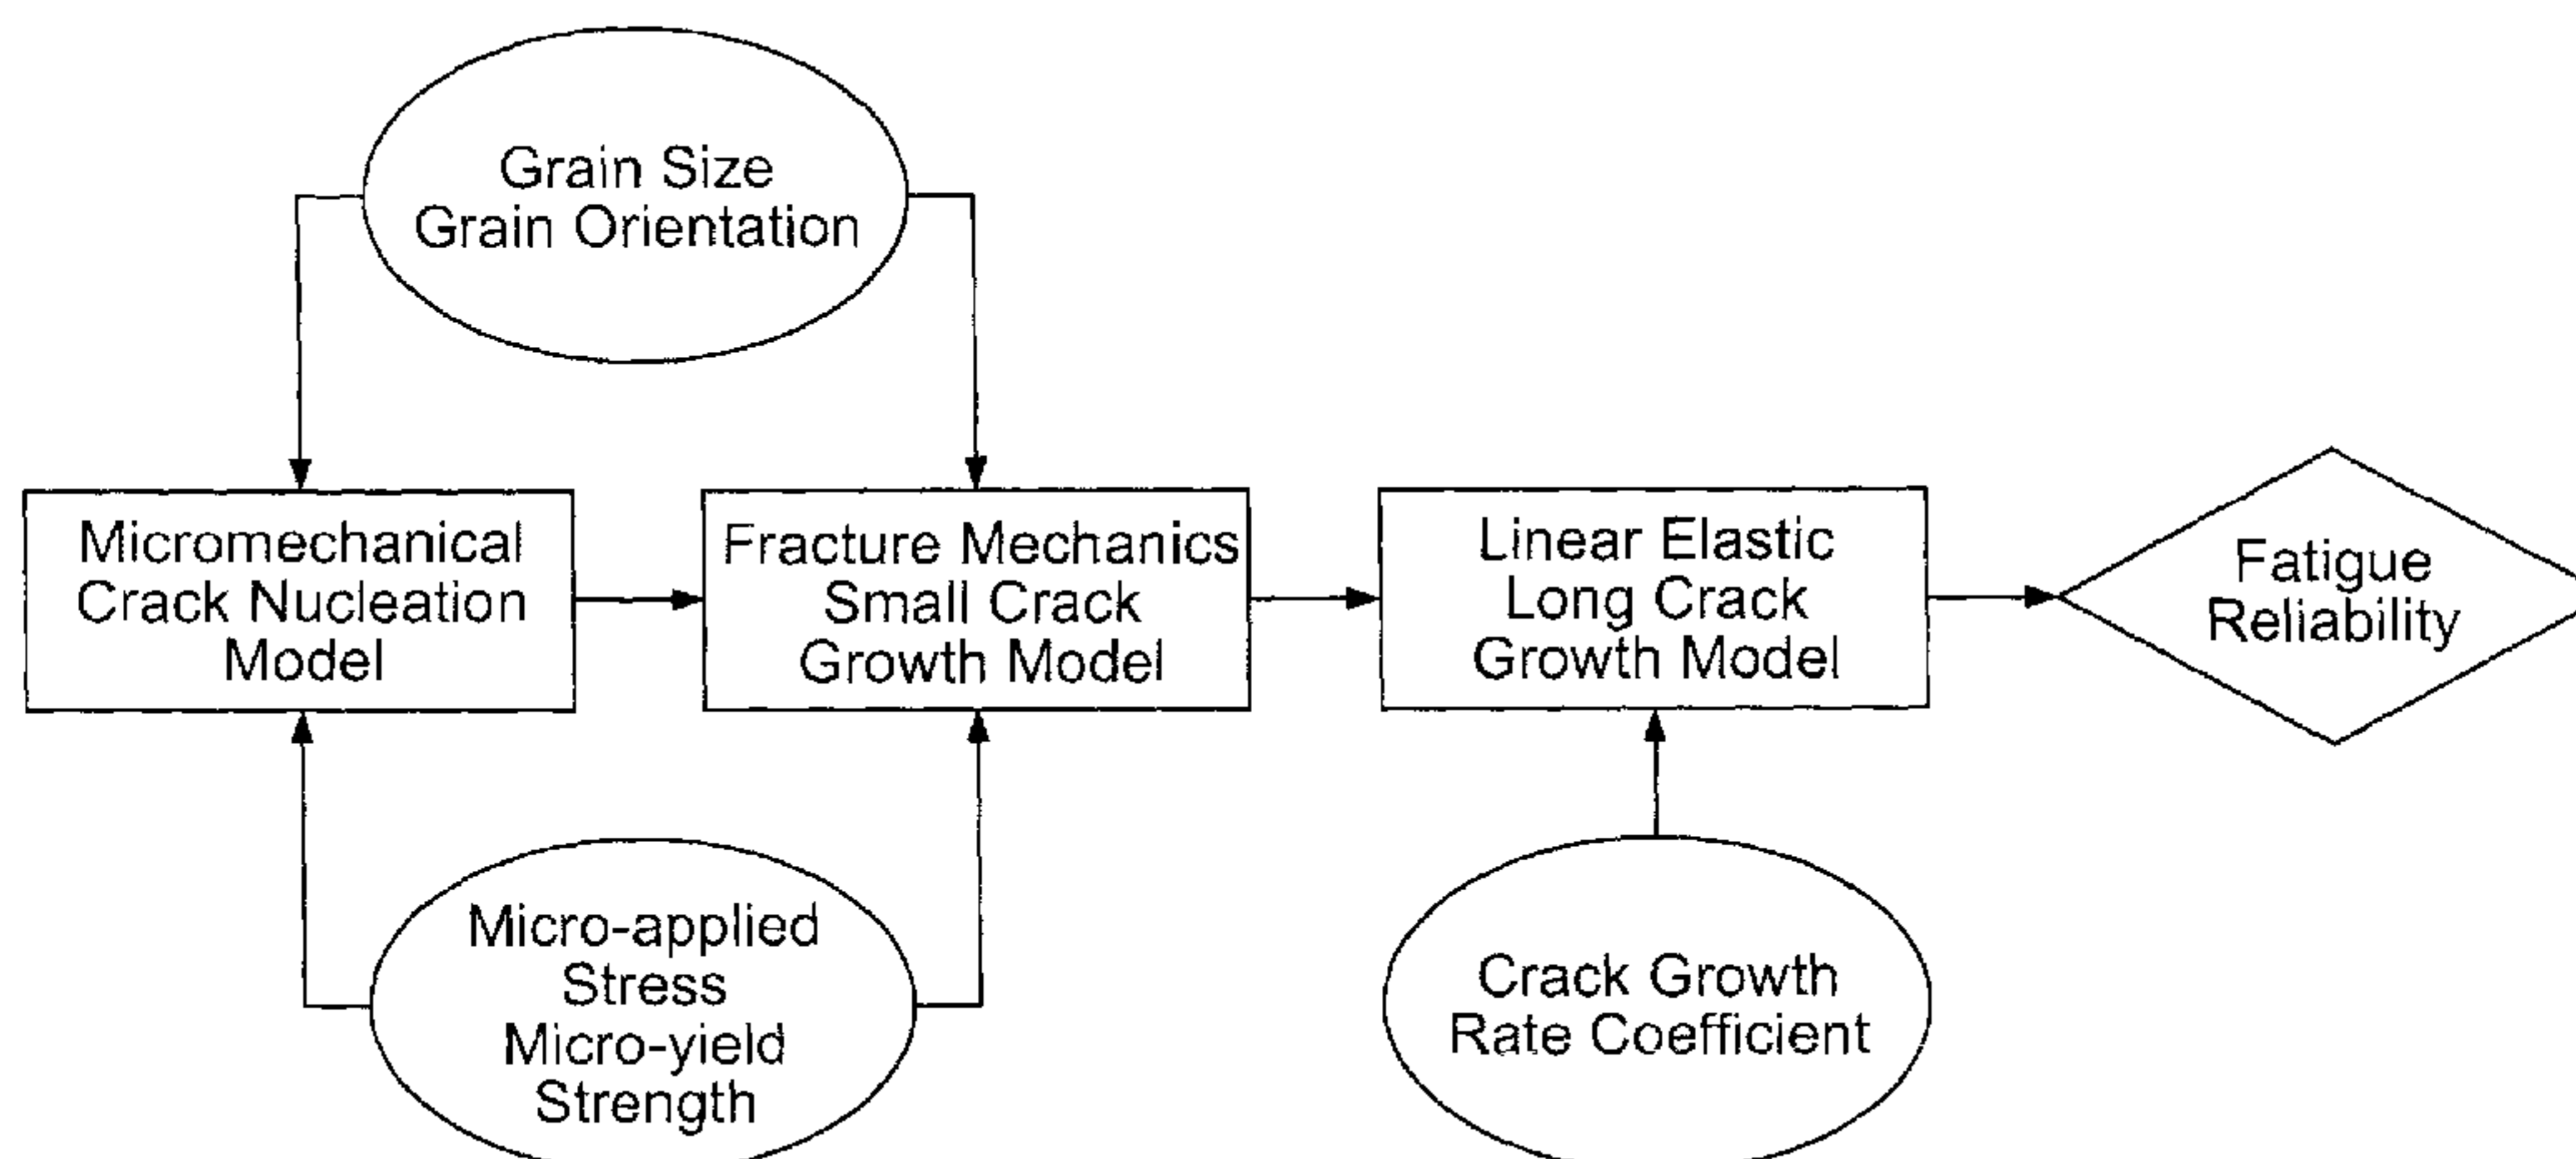 Grain Size
Grain Orientation
Micromechanical
Crack Nucleation
Model
Fracture Mechanics
Small Crack
Growth Model
Linear Elastic
Long Crack
Growth Model
Fatigue
Reliability
Micro-applied
Stress
Micro-yield
Strength
Crack Growth
Rate Coefficient